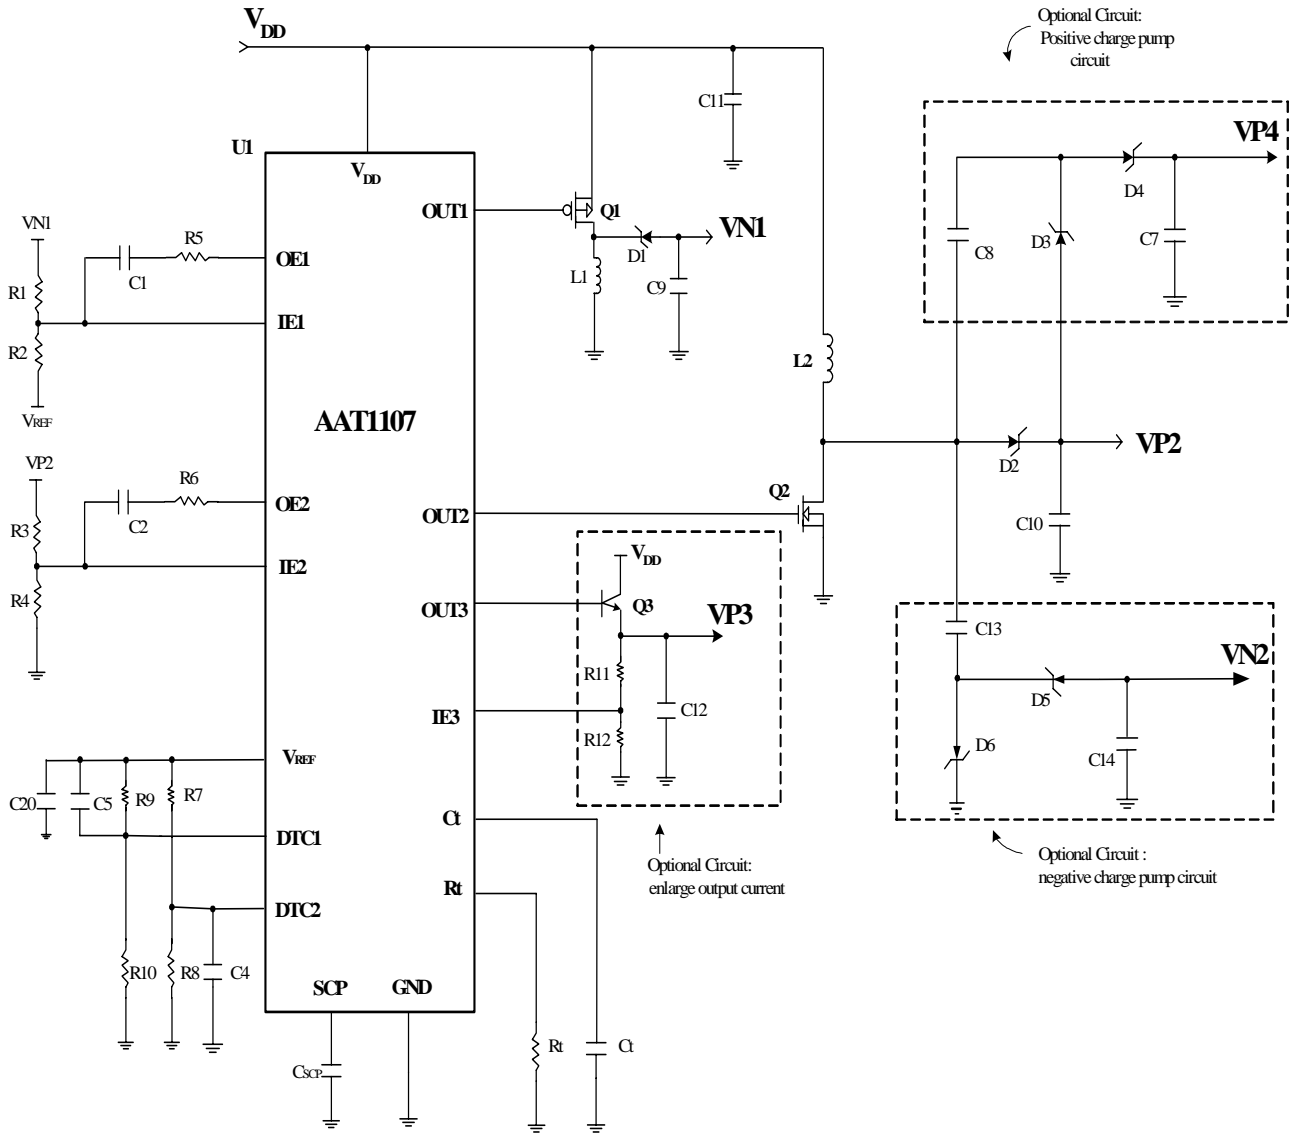 VDD
Optional Circuit:
Positive charge pump
circuit
C11
VP4
U1
VDD
D4
OUT1
Q1
VN1
VN1
R5
D1
C8
D3
C7
C1
OE1
L1
C9
R1
IE1
R2
L2
VREF
AAT1107
VP2
VP2
R6
D2
C2
OE2
Q2
R3
OUT2
C10
IE2
VDD
R4
OUT3
Q3
VP3
C13
VN2
R11
D5
IE3
C12
R12
D6
C14
VREF
C20
C5
R9
R7
Ct
DTC1
Optional Circuit:
enlarge output current
Optional Circuit :
negative charge pump circuit
Rt
DTC2
R10
R8
C4
SCP
GND
Rt
Ct
CSCP